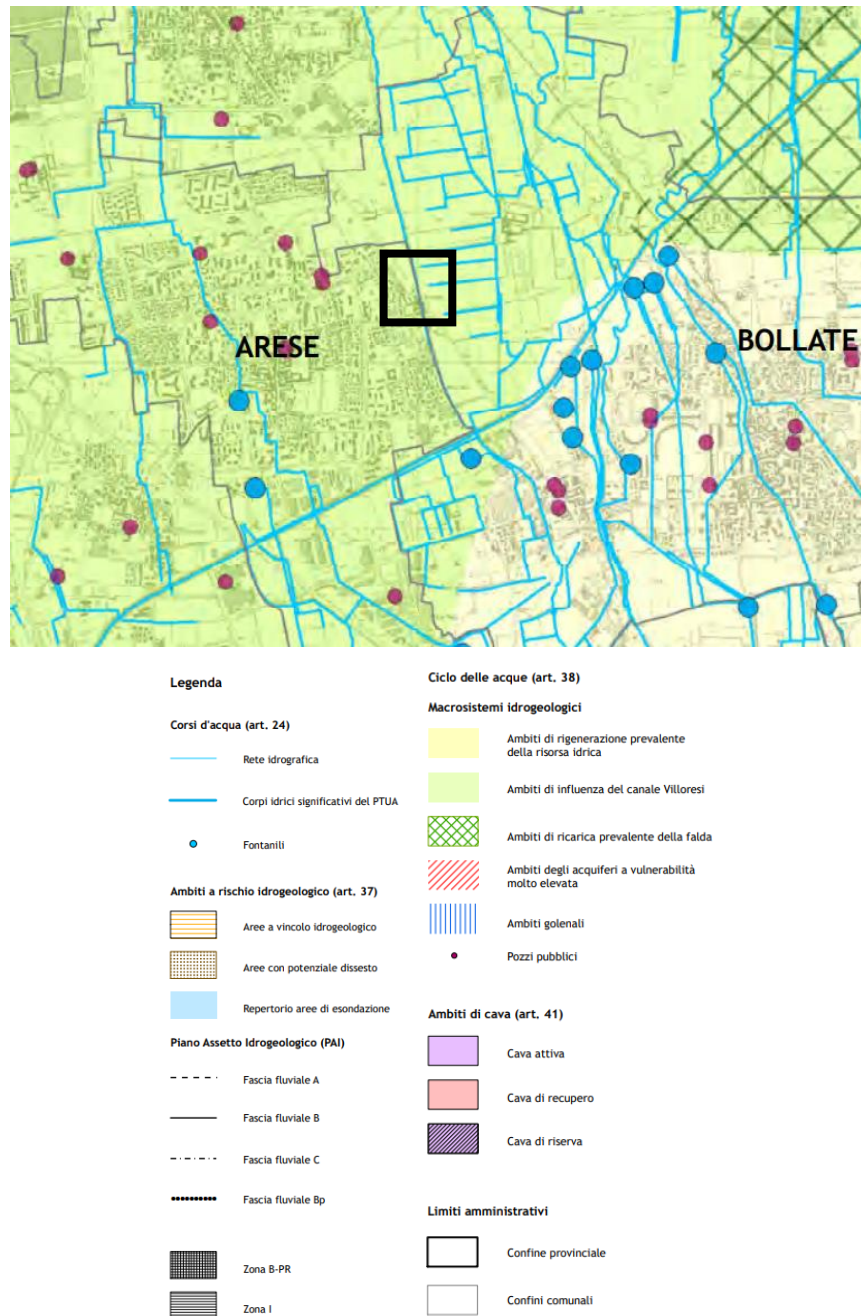 ARESE
BOLLATE
Legenda
Corsi d'acqua (art. 24)
Rete idrografica
Corpi idrici significativi del PTUA
Fontanili
Ambiti a rischio idrogeologico (art. 37)
Aree a vincolo idrogeologico
Aree con potenziale dissesto
Repertorio aree di esondazione
Piano Assetto Idrogeologico (PAI)
Fascia fluviale A
Fascia fluviale B
Fascia fluviale C
Fascia fluviale Bp
Zona B-PR
Zona I
Ciclo delle acque (art. 38)
Macrosistemi idrogeologici
Ambiti di rigenerazione prevalente
della risorsa idrica
Ambiti di influenza del canale Villoresi
Ambiti di ricarica prevalente della falda
Ambiti degli acquiferi a vulnerabilità
molto elevata
Ambiti golenali
Pozzi pubblici
Ambiti di cava (art. 41)
Cava attiva
Cava di recupero
Cava di riserva
Limiti amministrativi
Confine provinciale
Confini comunali